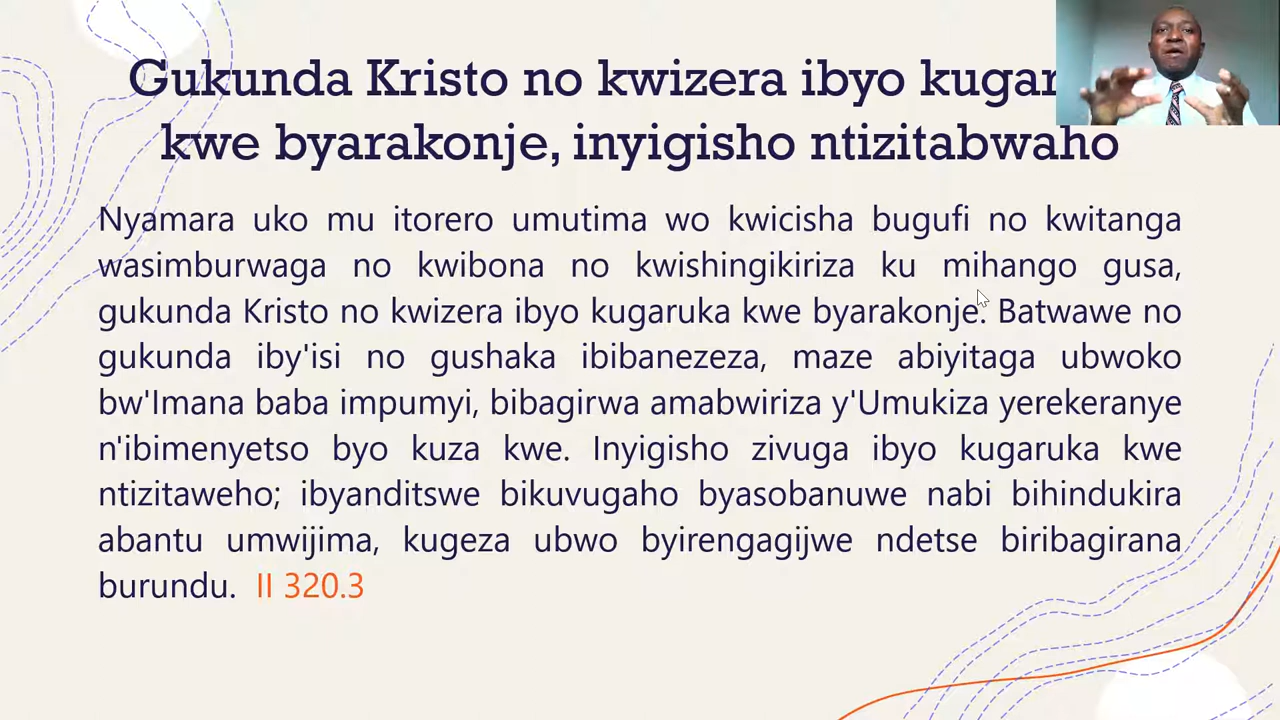 Gukunda Kristo no kwizera ibyo kugar
kwe byarakonje, inyigisho ntizitabwaho
Nyamara uko mu itorero umutima wo kwicisha bugufi no kwitanga
wasimburwaga no kwibona no kwishingikiriza ku mihango gusa,
gukunda Kristo no kwizera ibyo kugaruka kwe byarakonje. Batwawe no
gukunda iby'isi no gushaka ibibanezeza, maze abiyitaga ubwoko
bw'Imana baba impumyi, bibagirwa amabwiriza y'Umukiza yerekeranye
n'ibimenyetso byo kuza kwe. Inyigisho zivuga ibyo kugaruka kwe
ntizitaweho; ibyanditswe bikuvugaho byasobanuwe nabi bihindukira
abantu umwijima, kugeza ubwo byirengagijwe ndetse biribagirana
burundu. II 320.3